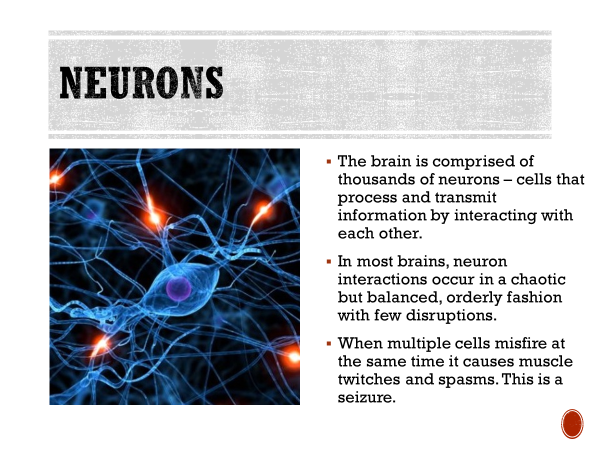 NEURONS
▪ The brain is comprised of
thousands of neurons – cells that
process and transmit
information by interacting with
each other.
▪ In most brains, neuron
interactions occur in a chaotic
but balanced, orderly fashion
with few disruptions.
▪ When multiple cells misfire at
the same time it causes muscle
twitches and spasms. This is a
seizure.